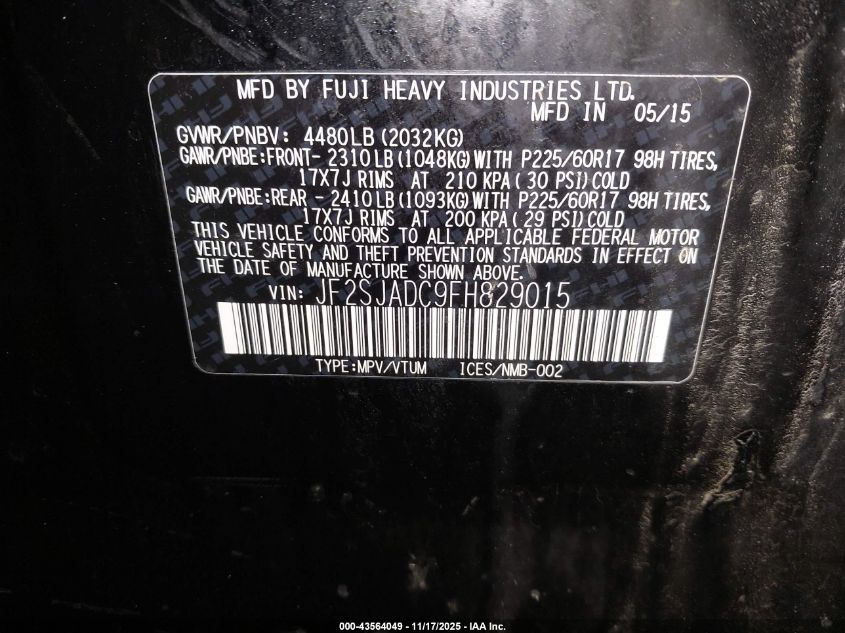 MFD BY FUJI HEAVY INDUSTRIES LTD.
MFD IN 05/15
GVWR/PNBV: 4480LB (2032KG)
GAWR/PNBE:FRONT- 2310 LB (1048KG) WITH P225/60R17 98H TIRES,
17X7J RIMS AT 210 KPA ( 30 PSI) COLD
GAWR/PNBE:REAR - 2410 LB (1093KG) WITH P225/60R17 98H TIRES,
17X7J RIMS AT 200 KPA ( 29 PSI) COLD
THIS VEHICLE CONFORMS TO ALL APPLICABLE FEDERAL MOTOR
VEHICLE SAFETY AND THEFT PREVENTION STANDARDS IN EFFECT ON
THE DATE OF MANUFACTURE SHOWN ABOVE.
VIN: JF2SJADC9FH829015
TYPE:MPV/VTUM ICES/NMB-002
000-43564049 - 11/17/2025 - IAA Inc.